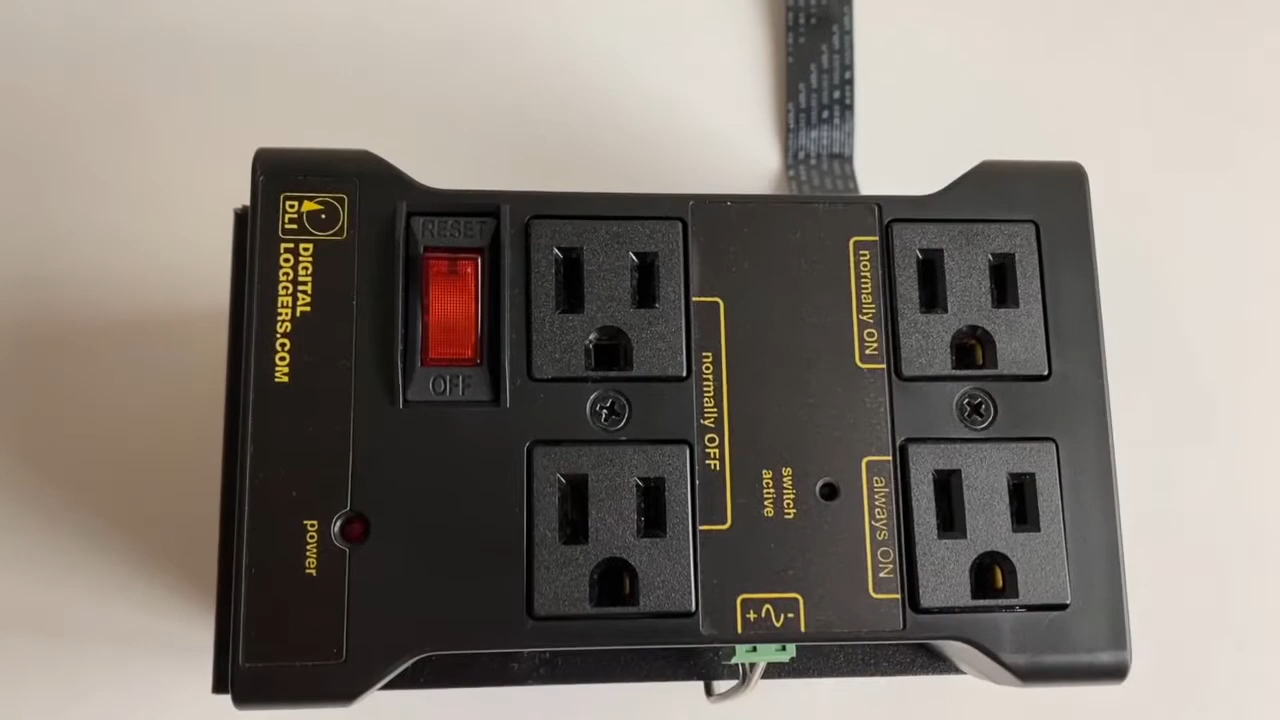 DLI
DIGITAL
LOGGERS.COM
power
RESET
OFF
normally OFF
switch
active
normally ON
always ON
- +